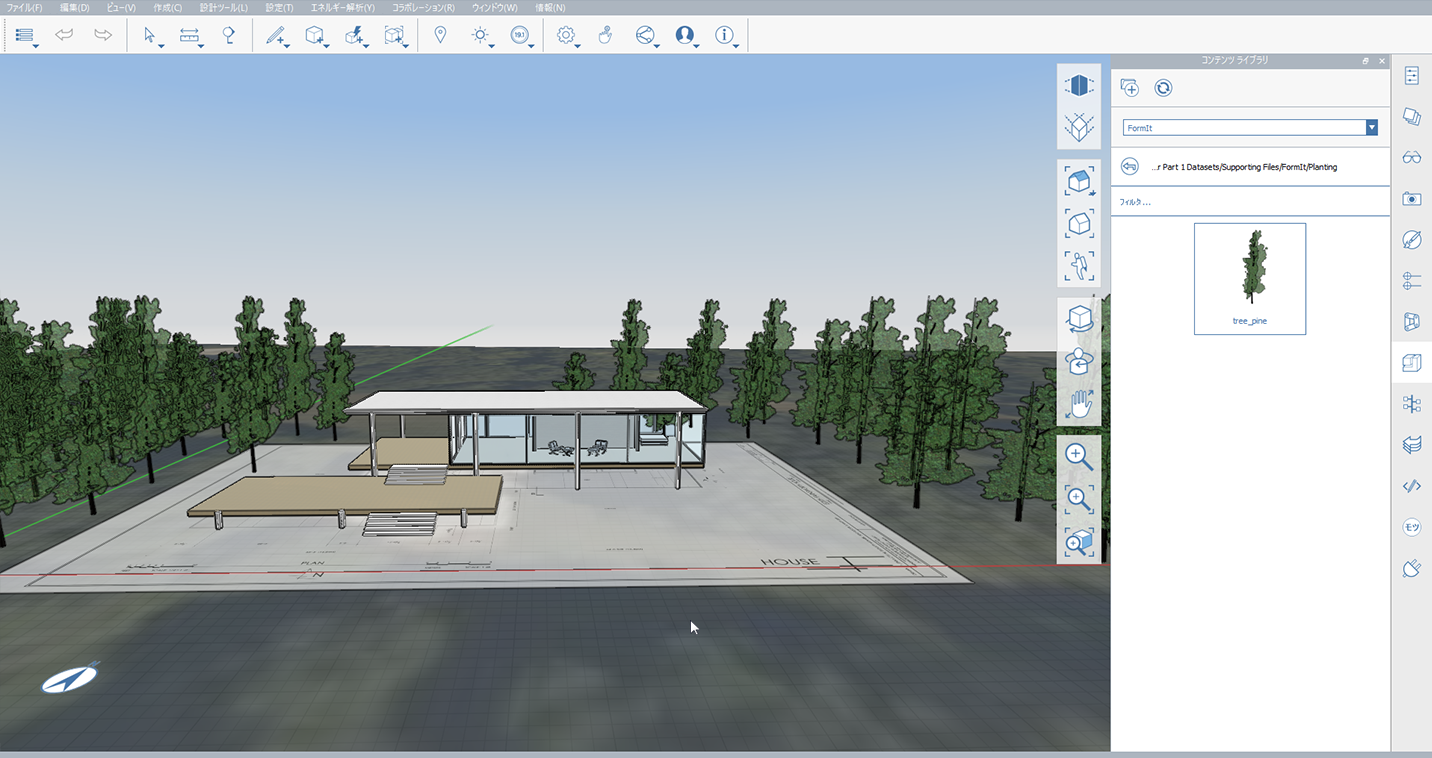 ファイル(F) 編集(D) ビュー(V) 作成(C) 設計ツール(L) 設定(T) エネルギー解析(Y) コラボレーション(R) ウィンドウ(W) 情報(N)
19.1
コンテンツ ライブラリ
FormIt
...r Part 1 Datasets/Supporting Files/FormIt/Planting
フィルタ...
tree_pine
モツ
PLAN
N
HOUSE